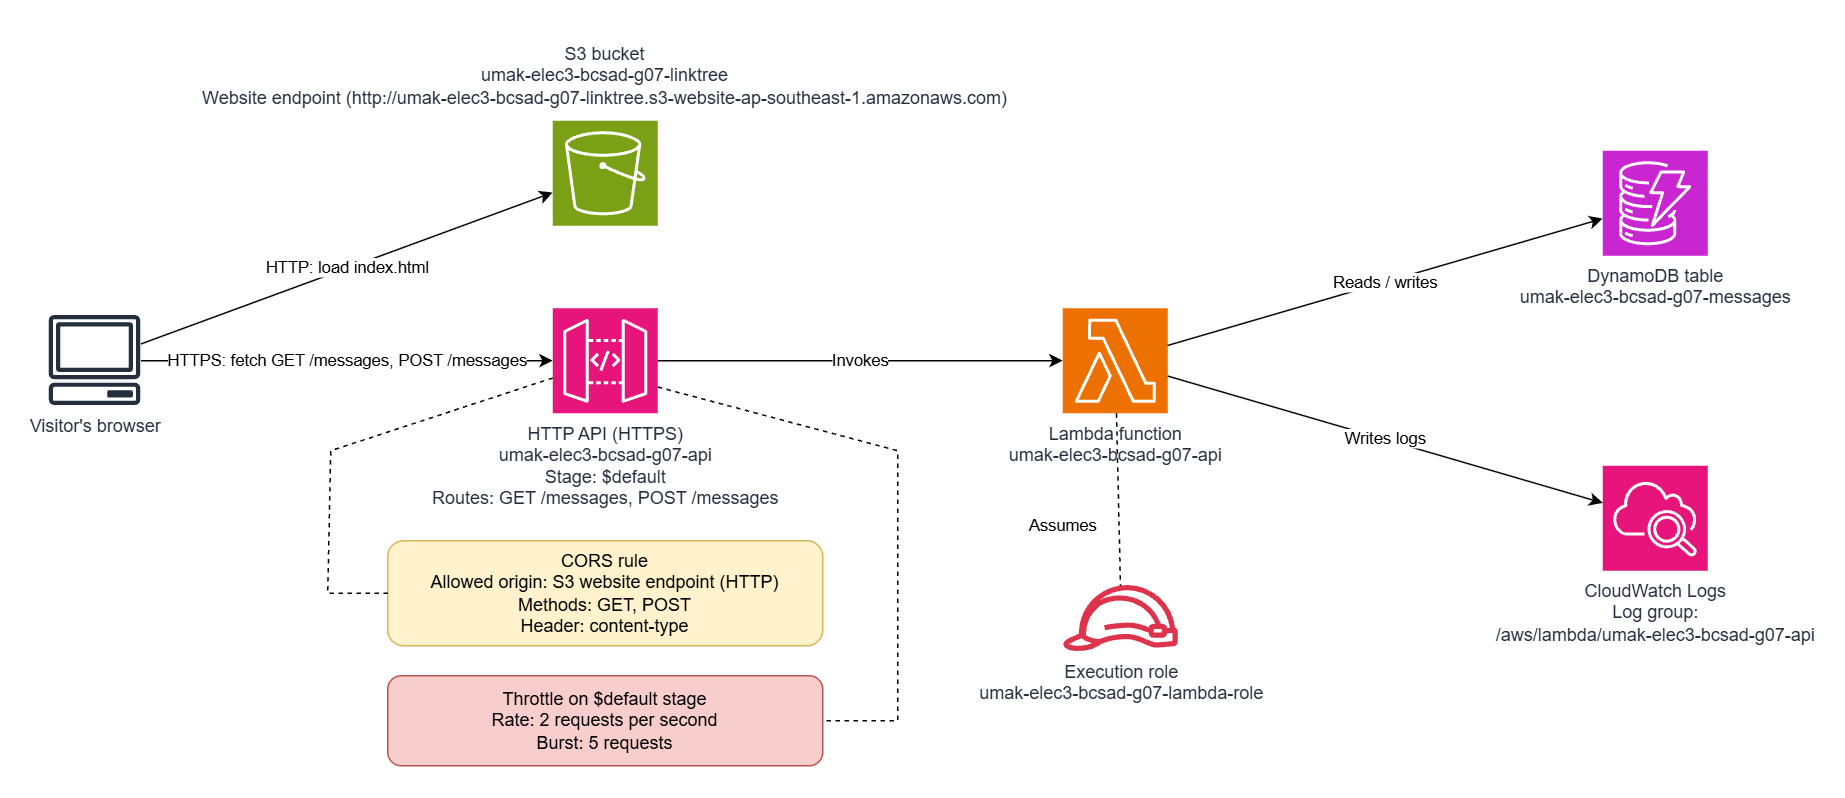 S3 bucket
umak-elec3-bcsad-g07-linktree
Website endpoint (http://umak-elec3-bcsad-g07-linktree.s3-website-ap-southeast-1.amazonaws.com)
HTTP: load index.html
Visitor's browser
HTTPS: fetch GET /messages, POST /messages
HTTP API (HTTPS)
umak-elec3-bcsad-g07-api
Stage: $default
Routes: GET /messages, POST /messages
CORS rule
Allowed origin: S3 website endpoint (HTTP)
Methods: GET, POST
Header: content-type
Throttle on $default stage
Rate: 2 requests per second
Burst: 5 requests
Invokes
Lambda function
umak-elec3-bcsad-g07-api
Assumes
Execution role
umak-elec3-bcsad-g07-lambda-role
Reads / writes
DynamoDB table
umak-elec3-bcsad-g07-messages
Writes logs
CloudWatch Logs
Log group:
/aws/lambda/umak-elec3-bcsad-g07-api